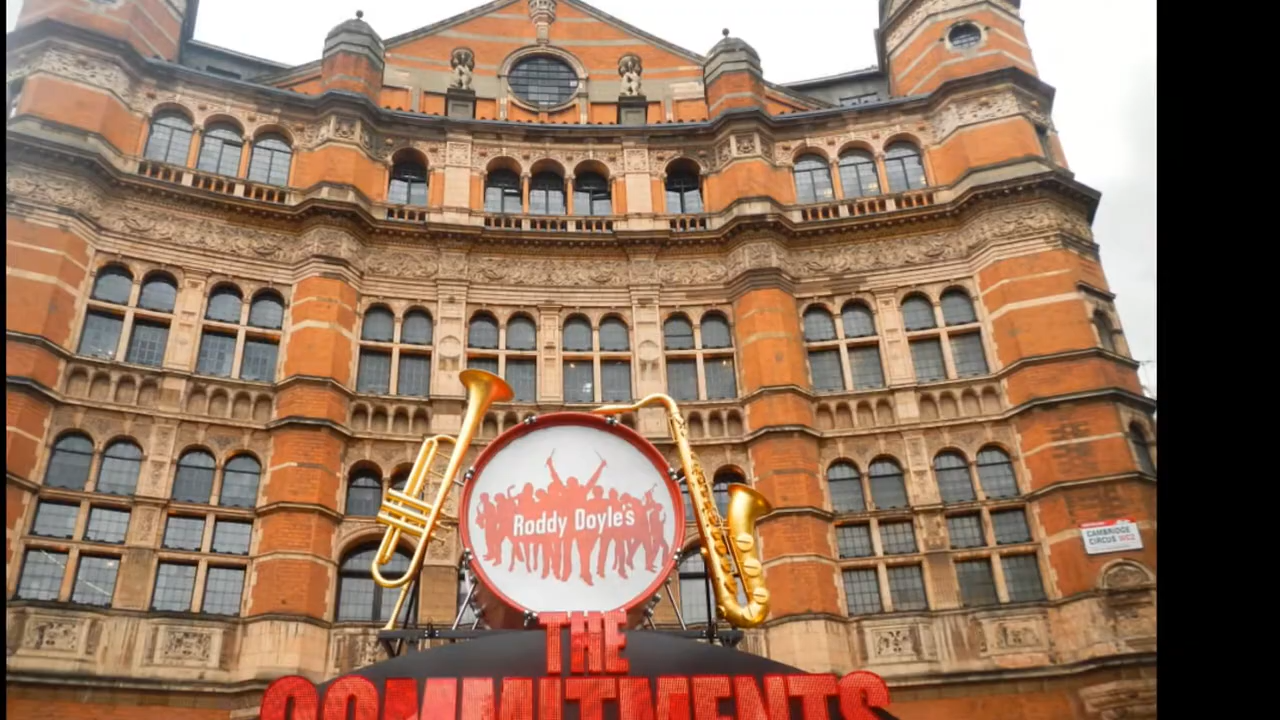 Roddy Doyle's
THE
COMMITMENTS
CAMBRIDGE
CIRCUS WC2